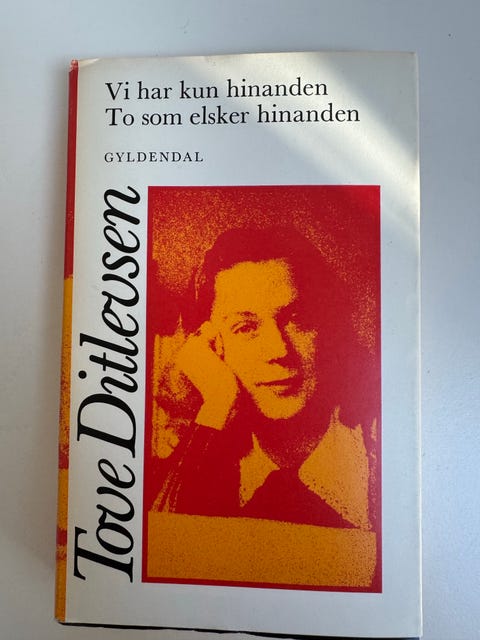 Vi har kun hinanden
To som elsker hinanden
GYLDENDAL
Tove Ditlevsen